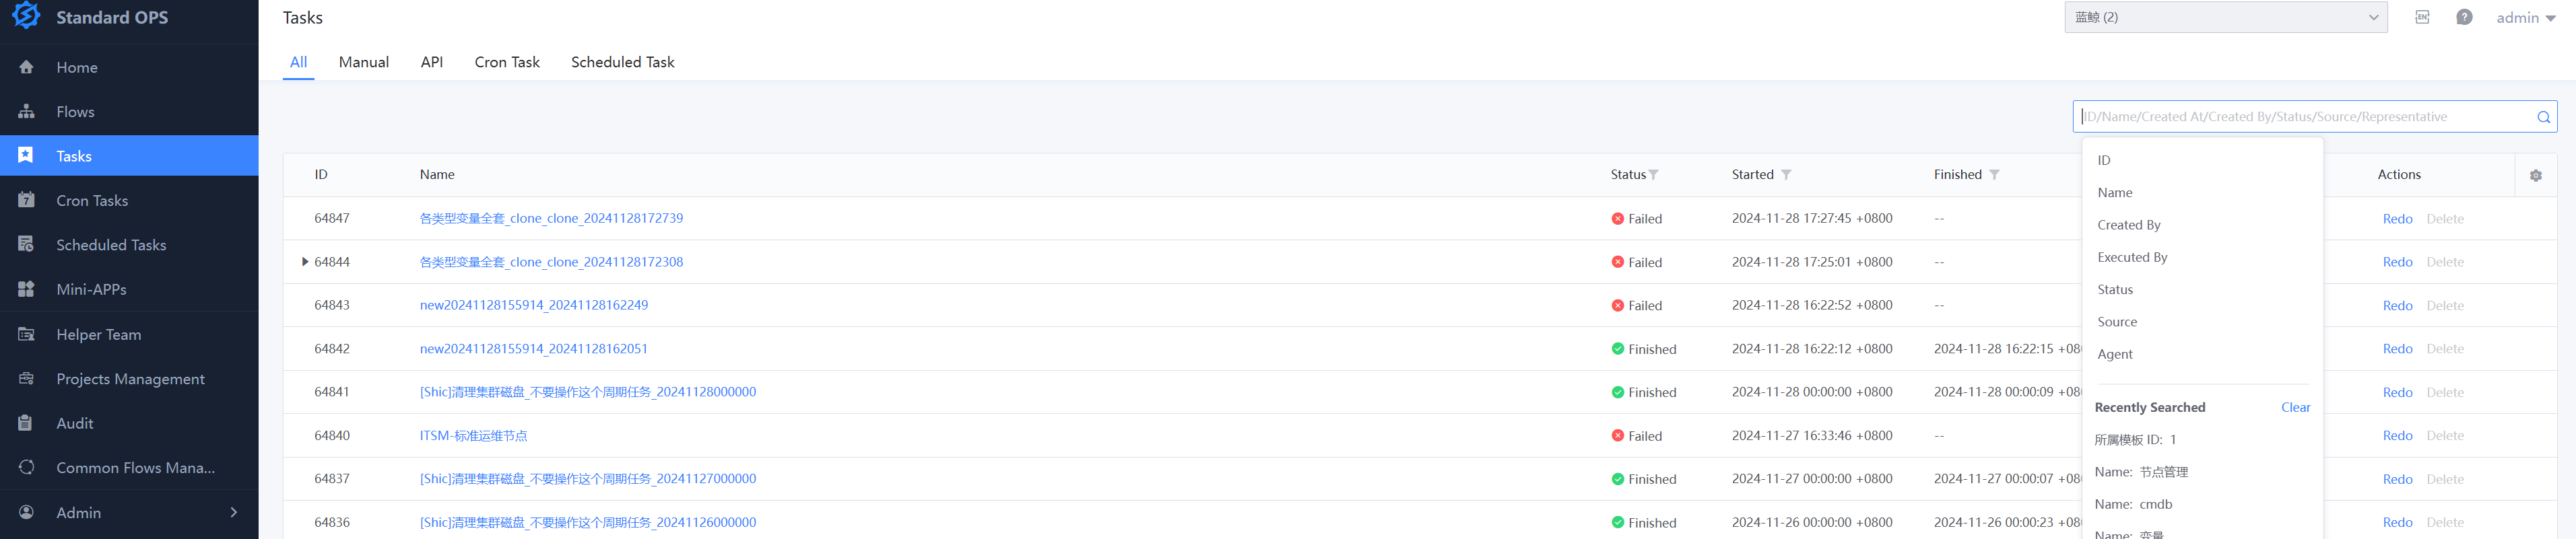 Standard OPS
Tasks
蓝鲸 (2)
EN
?
admin
Home
Flows
Tasks
7
Cron Tasks
Scheduled Tasks
Mini-APPs
Helper Team
Projects Management
Audit
Common Flows Mana...
Admin
All Manual API Cron Task Scheduled Task
ID/Name/Created At/Created By/Status/Source/Representative
ID Name Status Started Finished Actions
64847 各类型变量全套_clone_clone_20241128172739 Failed 2024-11-28 17:27:45 +0800 -- Redo Delete
64844 各类型变量全套_clone_clone_20241128172308 Failed 2024-11-28 17:25:01 +0800 -- Redo Delete
64843 new20241128155914_20241128162249 Failed 2024-11-28 16:22:52 +0800 -- Redo Delete
64842 new20241128155914_20241128162051 Finished 2024-11-28 16:22:12 +0800 2024-11-28 16:22:15 +08 Redo Delete
64841 [Shic]清理集群磁盘_不要操作这个周期任务_20241128000000 Finished 2024-11-28 00:00:00 +0800 2024-11-28 00:00:09 +08 Redo Delete
64840 ITSM-标准运维节点 Failed 2024-11-27 16:33:46 +0800 -- Redo Delete
64837 [Shic]清理集群磁盘_不要操作这个周期任务_20241127000000 Finished 2024-11-27 00:00:00 +0800 2024-11-27 00:00:07 +08 Redo Delete
64836 [Shic]清理集群磁盘_不要操作这个周期任务_20241126000000 Finished 2024-11-26 00:00:00 +0800 2024-11-26 00:00:23 +08 Redo Delete
ID
Name
Created By
Executed By
Status
Source
Agent
Recently Searched Clear
所属模板 ID: 1
Name: 节点管理
Name: cmdb
Name: 变量